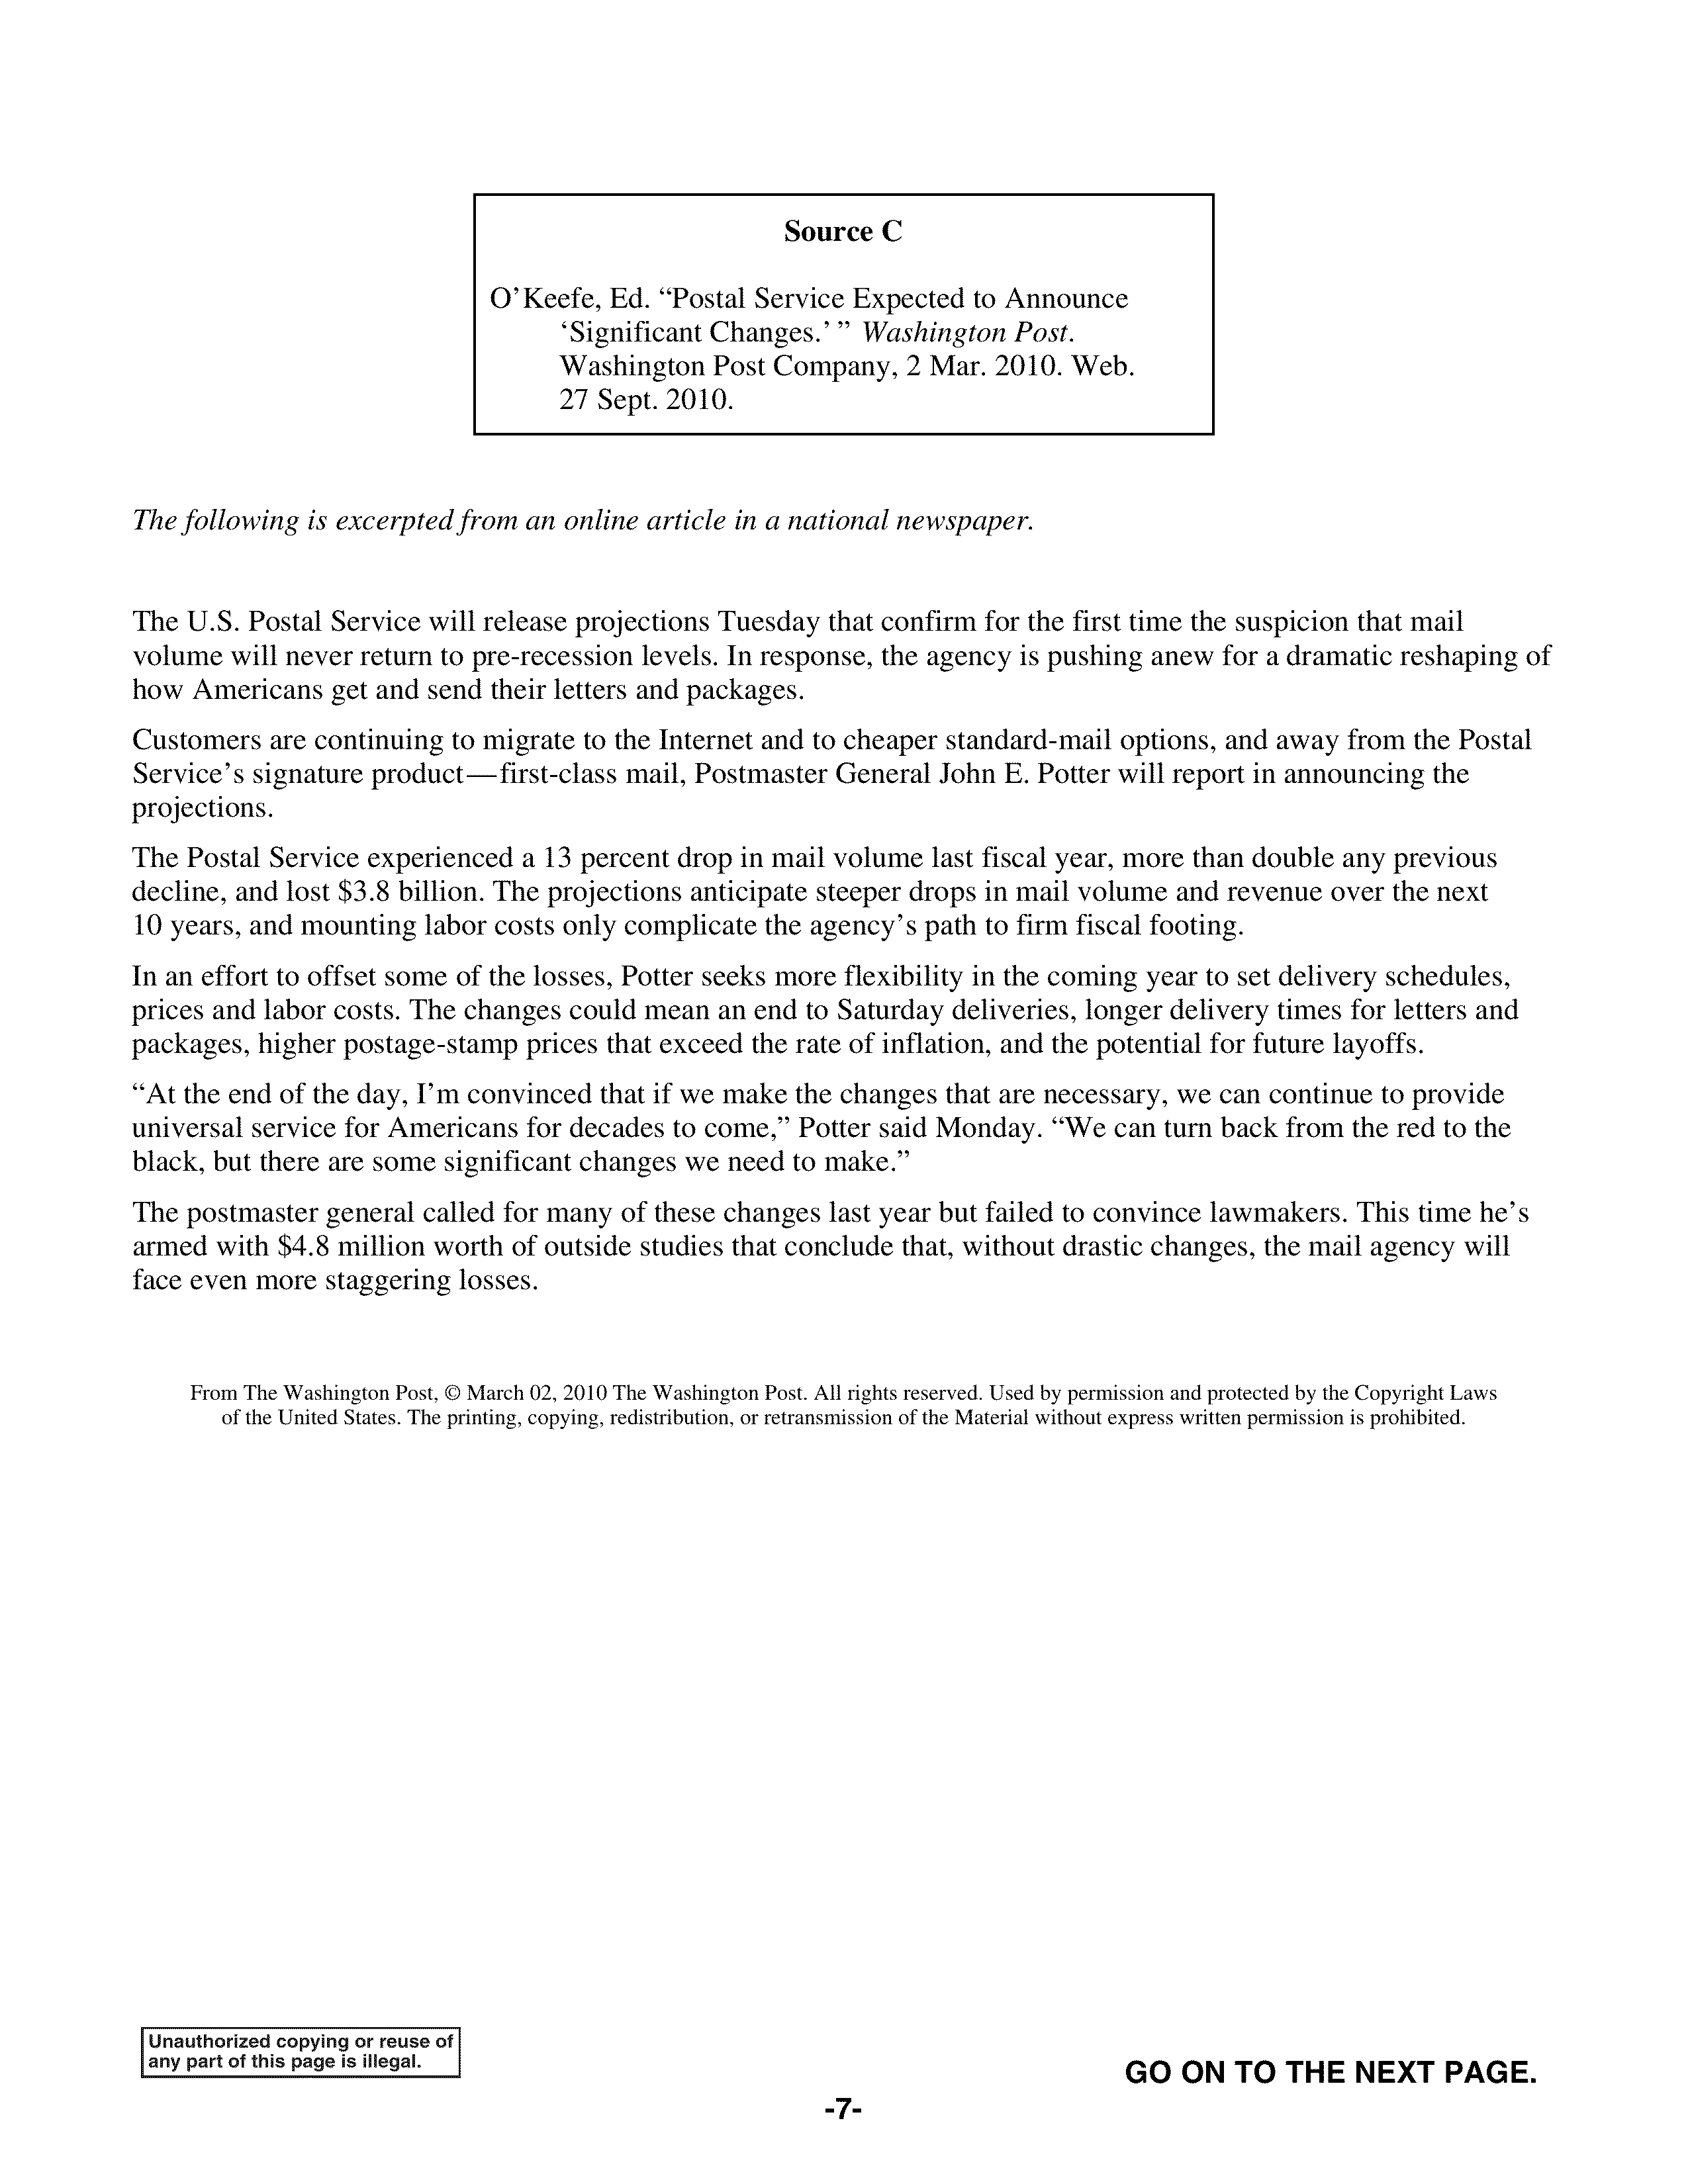 Source C
O’Keefe, Ed. “Postal Service Expected to Announce
‘Significant Changes.’ ” Washington Post.
Washington Post Company, 2 Mar. 2010. Web.
27 Sept. 2010.
The following is excerpted from an online article in a national newspaper.
The U.S. Postal Service will release projections Tuesday that confirm for the first time the suspicion that mail
volume will never return to pre-recession levels. In response, the agency is pushing anew for a dramatic reshaping of
how Americans get and send their letters and packages.
Customers are continuing to migrate to the Internet and to cheaper standard-mail options, and away from the Postal
Service’s signature product—first-class mail, Postmaster General John E. Potter will report in announcing the
projections.
The Postal Service experienced a 13 percent drop in mail volume last fiscal year, more than double any previous
decline, and lost $3.8 billion. The projections anticipate steeper drops in mail volume and revenue over the next
10 years, and mounting labor costs only complicate the agency’s path to firm fiscal footing.
In an effort to offset some of the losses, Potter seeks more flexibility in the coming year to set delivery schedules,
prices and labor costs. The changes could mean an end to Saturday deliveries, longer delivery times for letters and
packages, higher postage-stamp prices that exceed the rate of inflation, and the potential for future layoffs.
“At the end of the day, I’m convinced that if we make the changes that are necessary, we can continue to provide
universal service for Americans for decades to come,” Potter said Monday. “We can turn back from the red to the
black, but there are some significant changes we need to make.”
The postmaster general called for many of these changes last year but failed to convince lawmakers. This time he’s
armed with $4.8 million worth of outside studies that conclude that, without drastic changes, the mail agency will
face even more staggering losses.
From The Washington Post, © March 02, 2010 The Washington Post. All rights reserved. Used by permission and protected by the Copyright Laws
of the United States. The printing, copying, redistribution, or retransmission of the Material without express written permission is prohibited.
Unauthorized copying or reuse of
any part of this page is illegal.
GO ON TO THE NEXT PAGE.
-7-